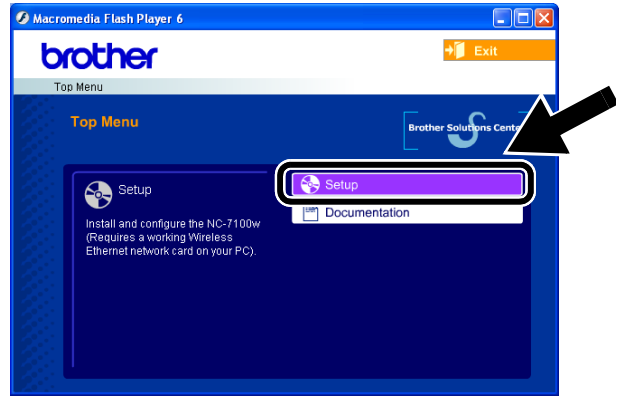 Macromedia Flash Player 6
brother
Exit
Top Menu
Top Menu
Brother Solutions Cente
Setup
Install and configure the NC-7100w
(Requires a working Wireless
Ethernet network card on your PC).
Setup
Documentation